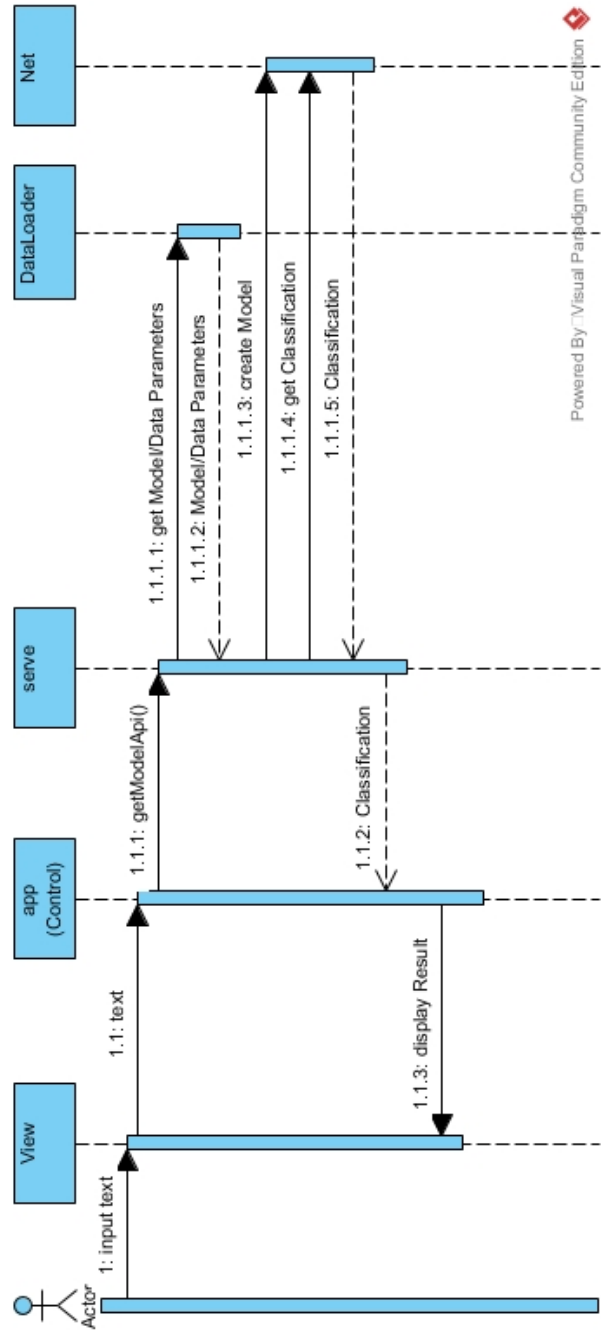 Actor
View
app
(Control)
serve
DataLoader
Net
1: input text
1.1: text
1.1.1: getModelApi()
1.1.1.1: get Model/Data Parameters
1.1.1.2: Model/Data Parameters
1.1.1.3: create Model
1.1.1.4: get Classification
1.1.1.5: Classification
1.1.2: Classification
1.1.3: display Result
Powered By Visual Paradigm Community Edition